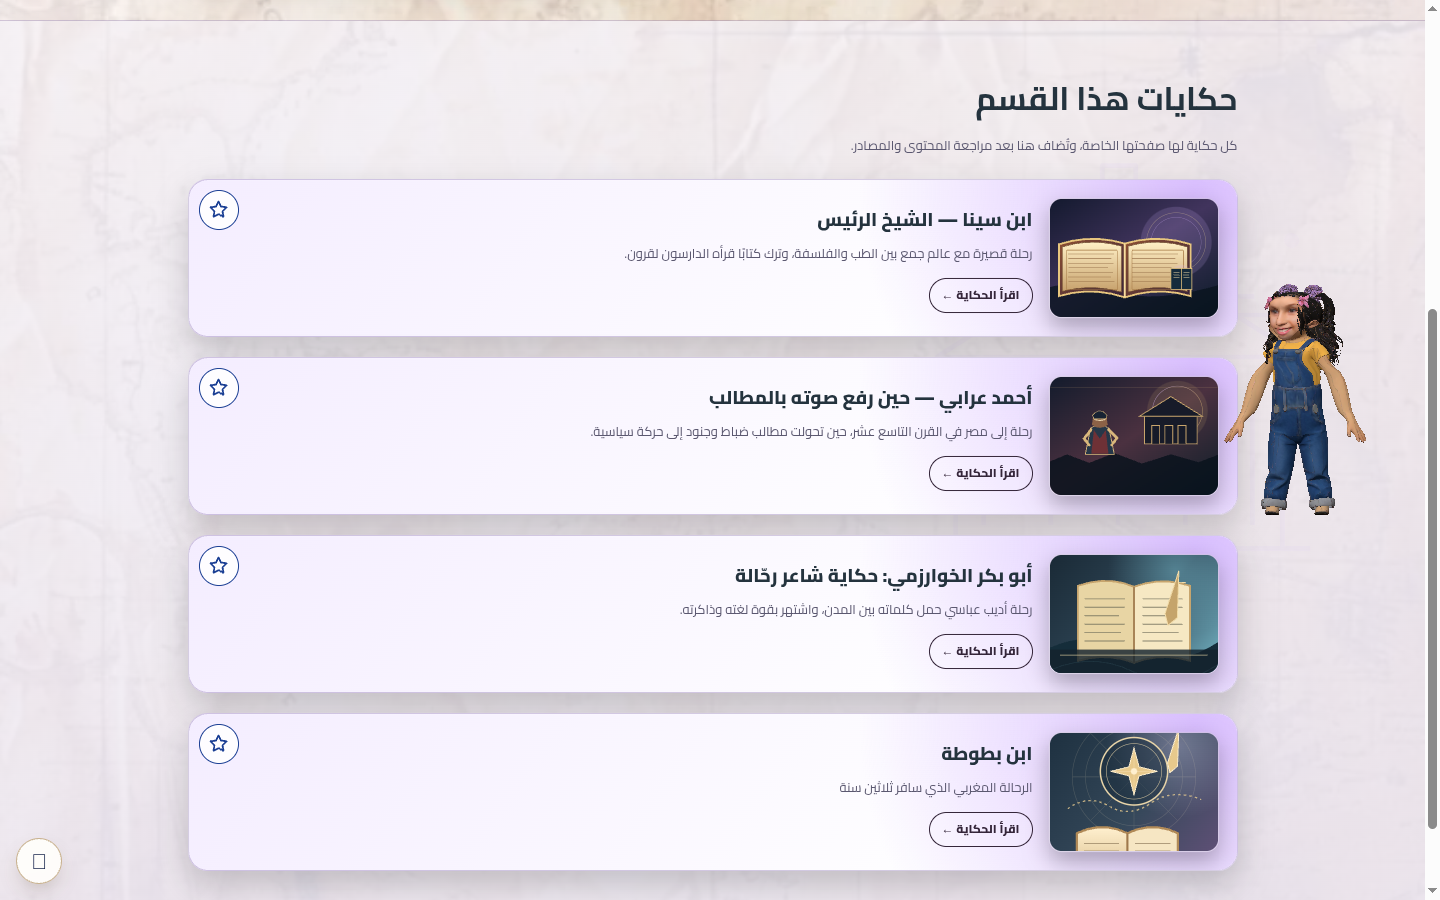 حكايات هذا القسم
كل حكاية لها صفحتها الخاصة، وتُضاف هنا بعد مراجعة المحتوى والمصادر.
ابن سينا — الشيخ الرئيس
رحلة قصيرة مع عالم جمع بين الطب والفلسفة، وترك كتابًا قرأه الدارسون لقرون.
اقرأ الحكاية ←
أحمد عرابي — حين رفع صوته بالمطالب
رحلة إلى مصر في القرن التاسع عشر، حين تحولت مطالب ضباط وجنود إلى حركة سياسية.
اقرأ الحكاية ←
أبو بكر الخوارزمي: حكاية شاعر رحّالة
رحلة أديب عباسي حمل كلماته بين المدن، واشتهر بقوة لغته وذاكرته.
اقرأ الحكاية ←
ابن بطوطة
الرحالة المغربي الذي سافر ثلاثين سنة
اقرأ الحكاية ←